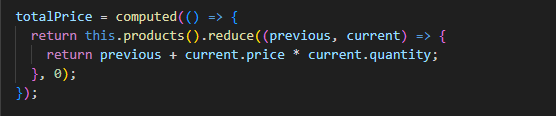 totalPrice = computed(() => {
  return this.products().reduce((previous, current) => {
    return previous + current.price * current.quantity;
  }, 0);
});